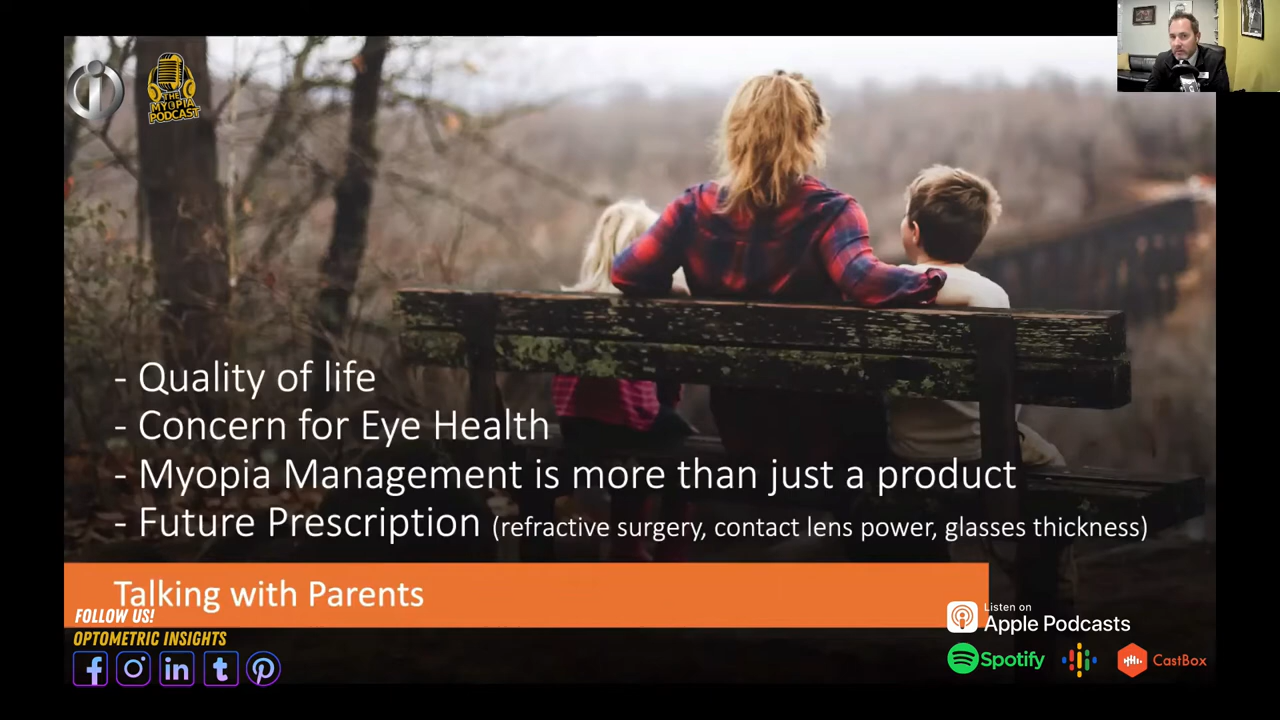 THE
MYOPIA
PODCAST
- Quality of life
- Concern for Eye Health
- Myopia Management is more than just a product
- Future Prescription (refractive surgery, contact lens power, glasses thickness)
Talking with Parents
FOLLOW US!
OPTOMETRIC INSIGHTS
Listen on
Apple Podcasts
Spotify
CastBox